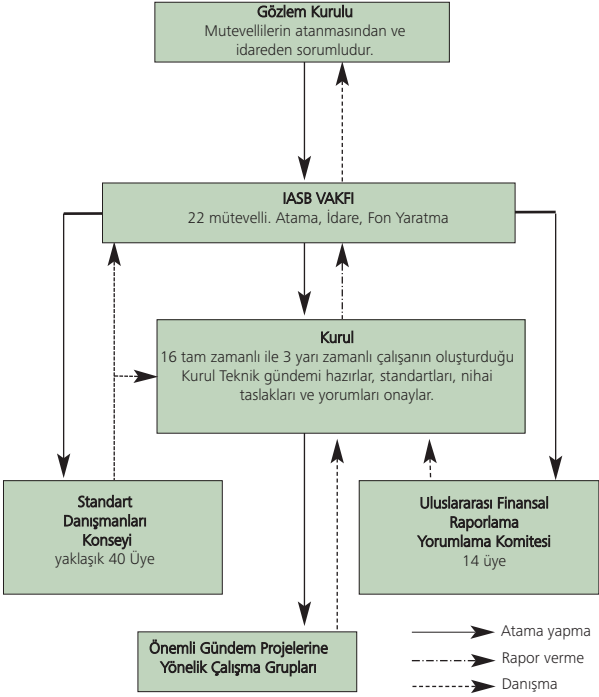 Gözlem Kurulu
Mutevellilerin atanmasından ve
idareden sorumludur.
IASB VAKFI
22 mütevelli. Atama, İdare, Fon Yaratma
Kurul
16 tam zamanlı ile 3 yarı zamanlı çalışanın oluşturduğu
Kurul Teknik gündemi hazırlar, standartları, nihai
taslakları ve yorumları onaylar.
Standart
Danışmanları
Konseyi
yaklaşık 40 Üye
Uluslararası Finansal
Raporlama
Yorumlama Komitesi
14 üye
Önemli Gündem Projelerine
Yönelik Çalışma Grupları
Atama yapma
Rapor verme
Danışma